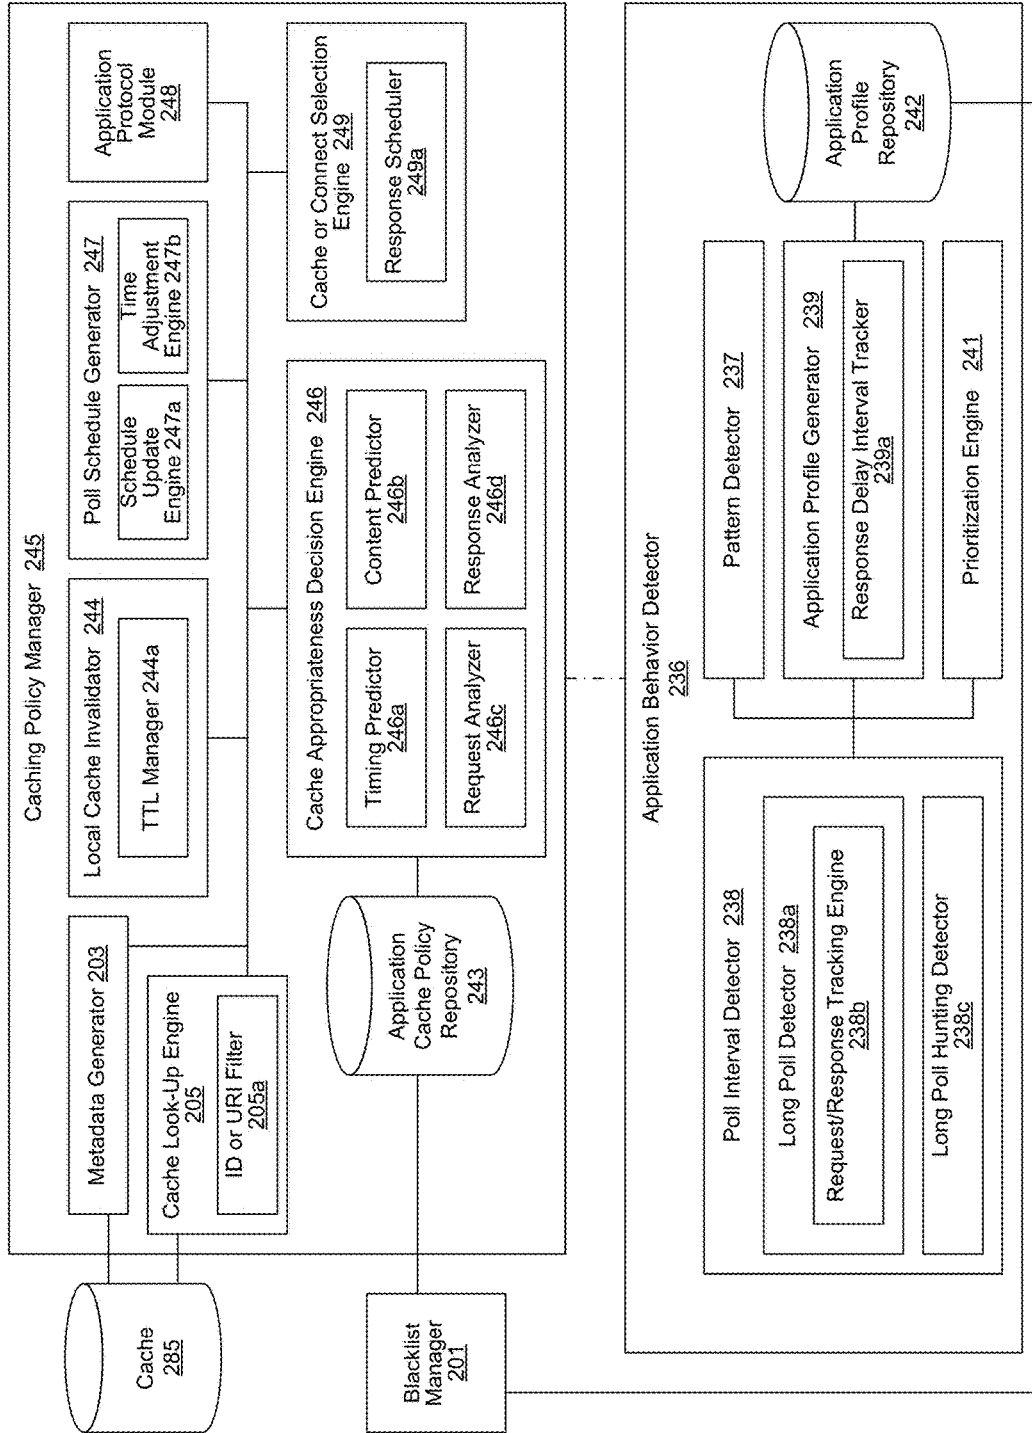 Caching Policy Manager 245
Cache
285
Metadata Generator 203
Cache Look-Up Engine
205
ID or URI Filter
205a
Local Cache Invalidator 244
TTL Manager 244a
Poll Schedule Generator 247
Schedule
Update
Engine 247a
Time
Adjustment
Engine 247b
Application
Protocol
Module
248
Blacklist
Manager
201
Application
Cache Policy
Repository
243
Cache Appropriateness Decision Engine 246
Timing Predictor
246a
Content Predictor
246b
Request Analyzer
246c
Response Analyzer
246d
Cache or Connect Selection
Engine 249
Response Scheduler
249a
Application Behavior Detector
236
Poll Interval Detector 238
Long Poll Detector 238a
Request/Response Tracking Engine
238b
Long Poll Hunting Detector
238c
Pattern Detector 237
Application Profile Generator 239
Response Delay Interval Tracker
239a
Prioritization Engine 241
Application
Profile
Repository
242